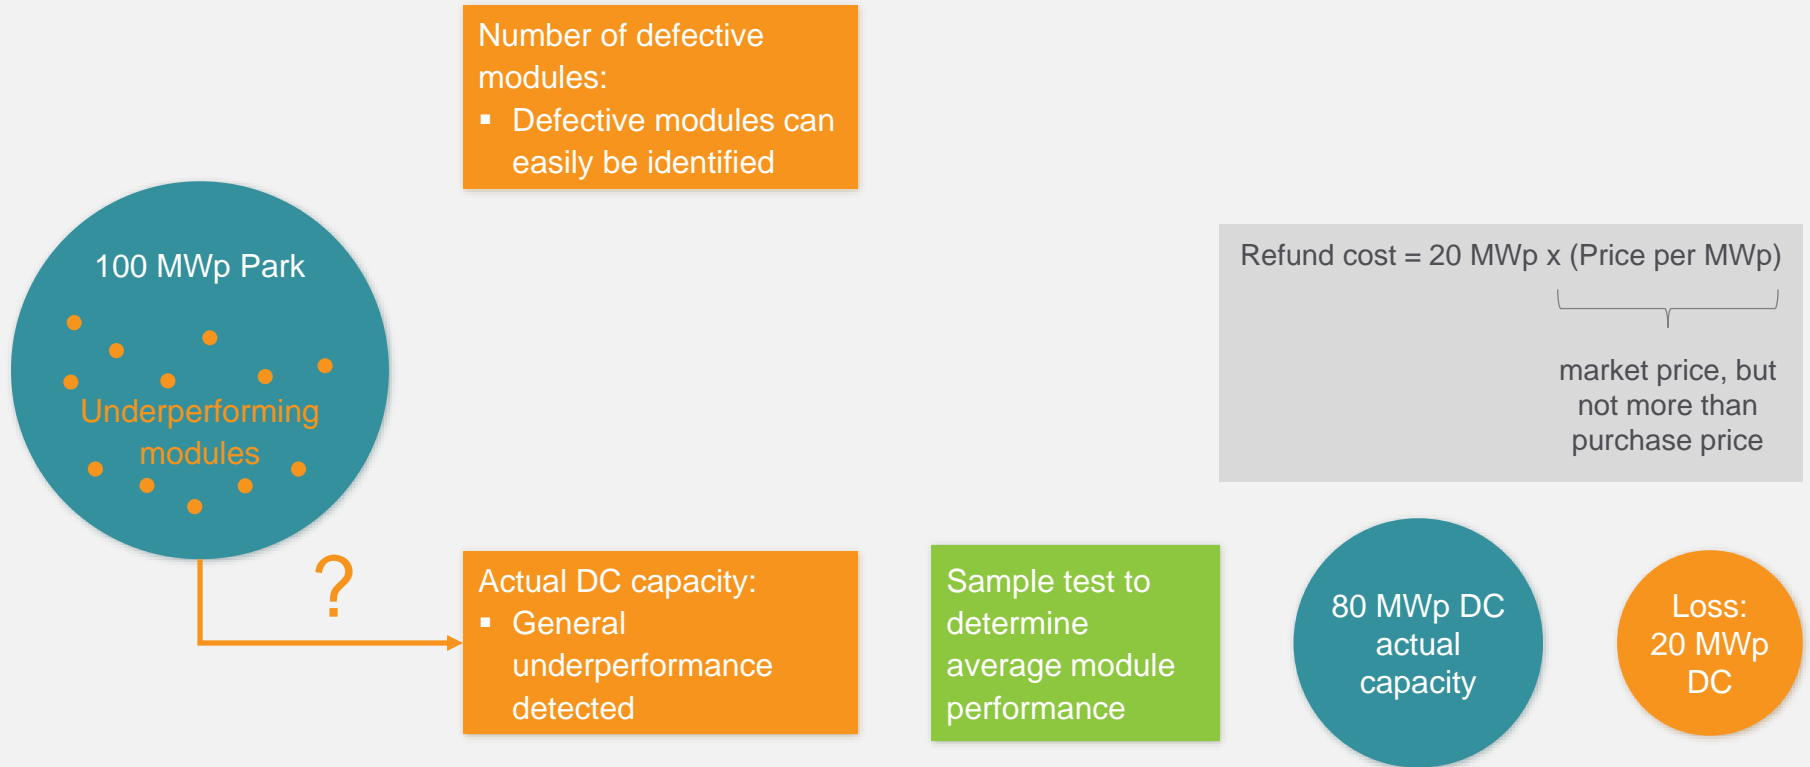 Number of defective
modules:
▪ Defective modules can
easily be identified
100 MWp Park
Underperforming
modules
?
Actual DC capacity:
▪ General
underperformance
detected
Sample test to
determine
average module
performance
Refund cost = 20 MWp x (Price per MWp)
market price, but
not more than
purchase price
80 MWp DC
actual
capacity
Loss:
20 MWp
DC